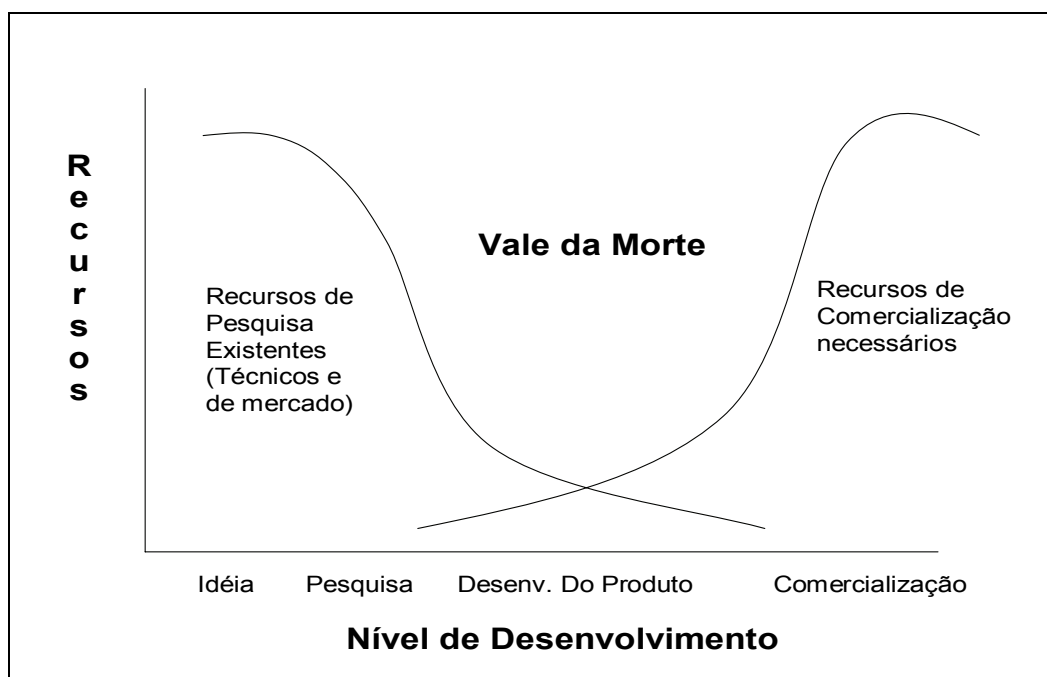 Recursos
Vale da Morte
Recursos de
Pesquisa
Existentes
(Técnicos e
de mercado)
Recursos de
Comercialização
necessários
Idéia Pesquisa Desenv. Do Produto Comercialização
Nível de Desenvolvimento